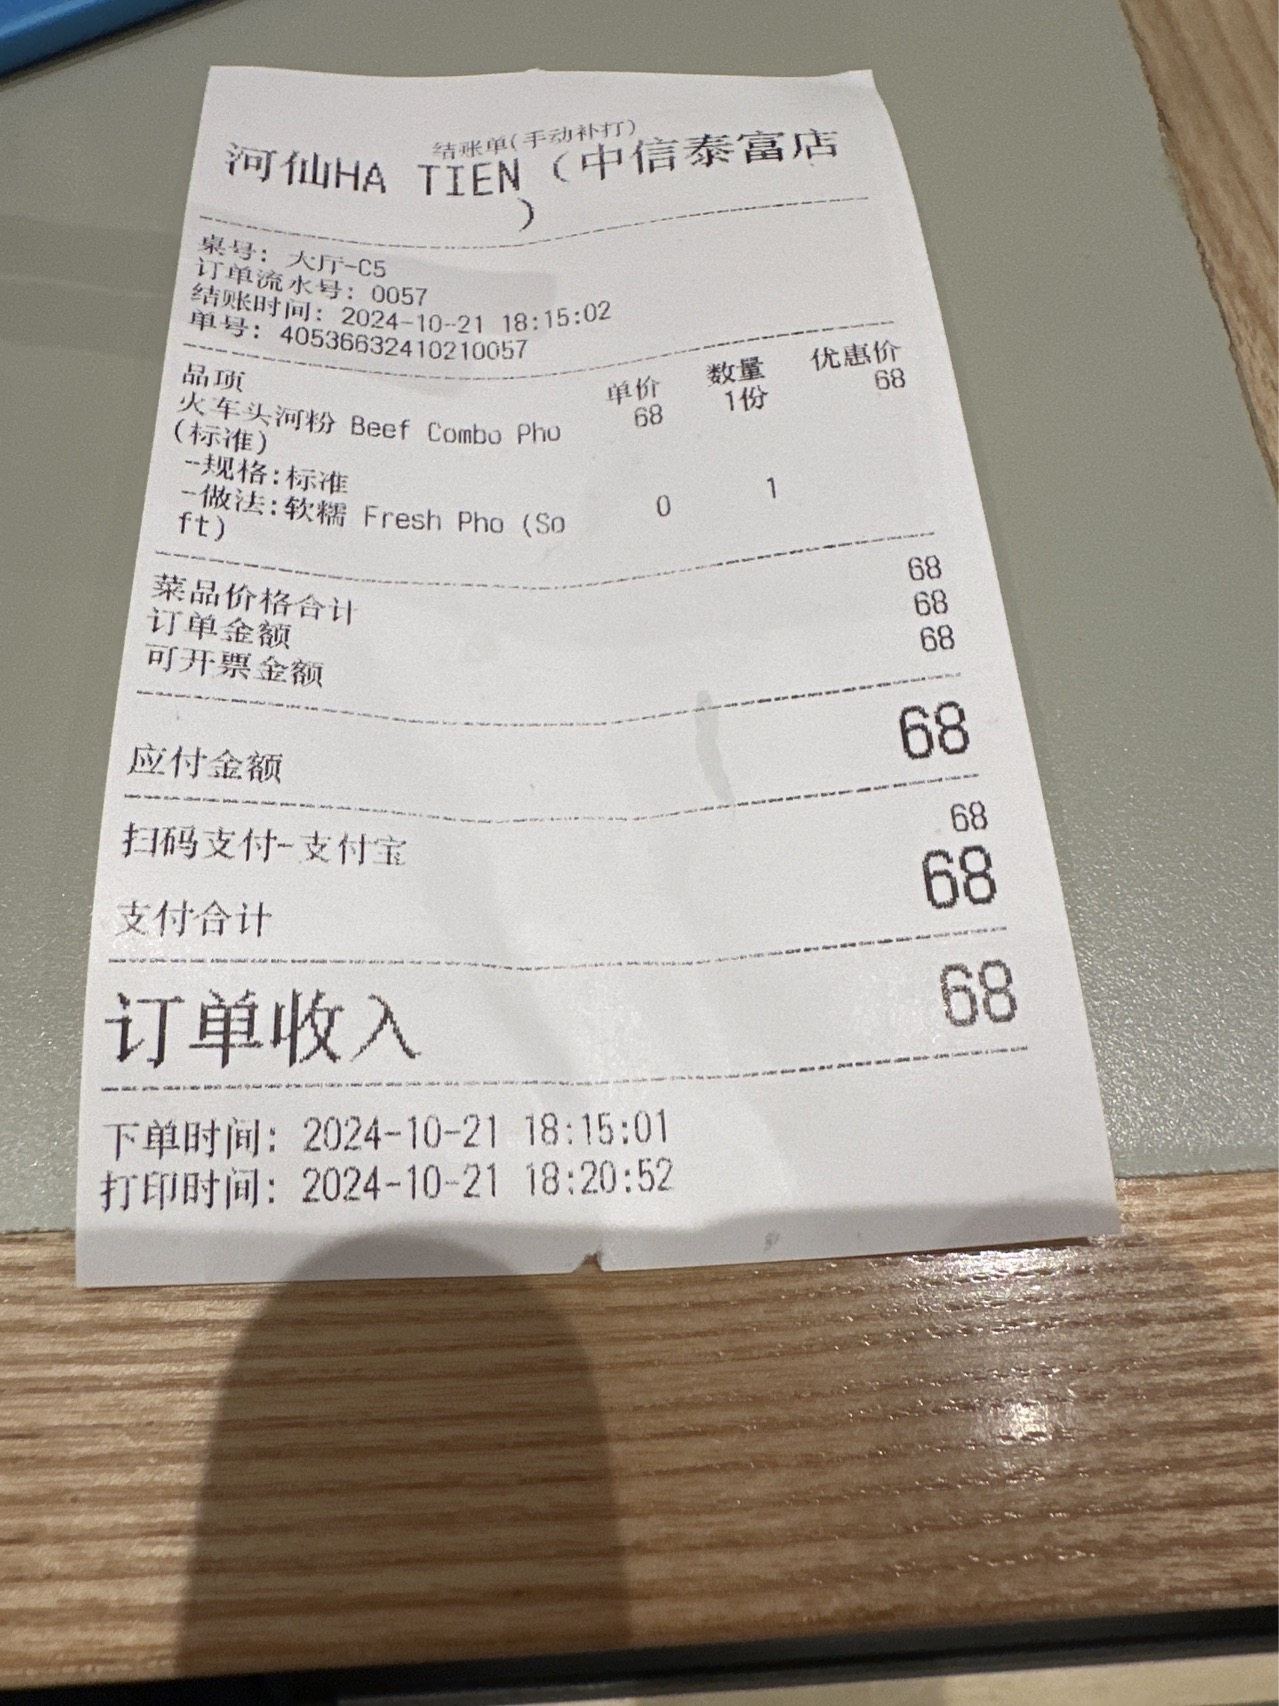 结账单(手动补打)
河仙HA TIEN（中信泰富店
）
桌号: 大厅-C5
订单流水号: 0057
结账时间: 2024-10-21 18:15:02
单号: 40536632410210057
品项 单价 数量 优惠价
火车头河粉 Beef Combo Pho 68 1份 68
(标准)
-规格:标准
-做法:软糯 Fresh Pho (So 0 1
ft)
菜品价格合计 68
订单金额 68
可开票金额 68
应付金额 68
扫码支付-支付宝 68
支付合计 68
订单收入 68
下单时间: 2024-10-21 18:15:01
打印时间: 2024-10-21 18:20:52